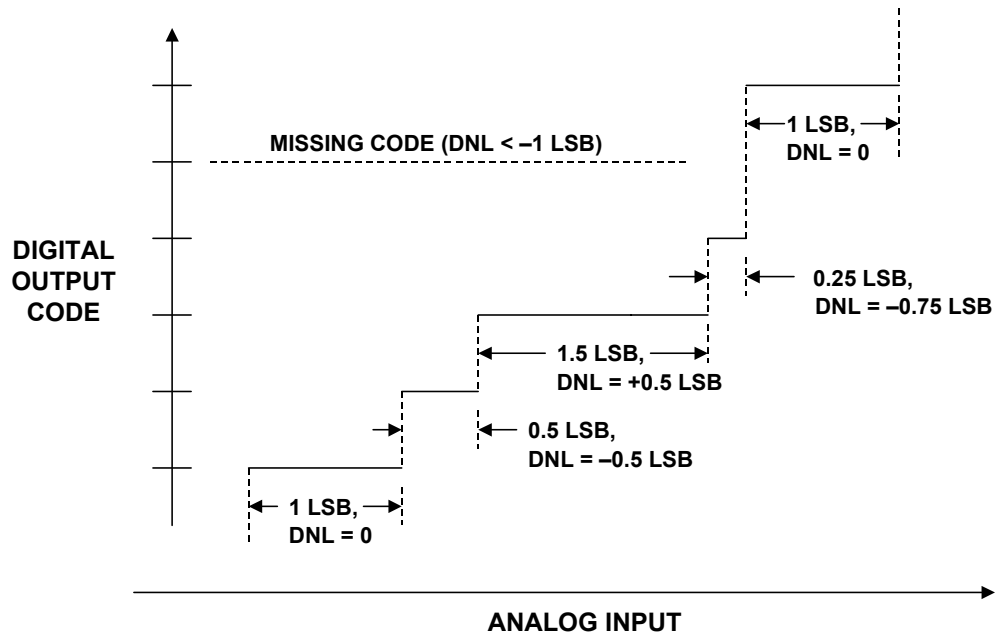 MISSING CODE (DNL < –1 LSB)
1 LSB,
DNL = 0
DIGITAL
OUTPUT
CODE
0.25 LSB,
DNL = –0.75 LSB
1.5 LSB,
DNL = +0.5 LSB
0.5 LSB,
DNL = –0.5 LSB
1 LSB,
DNL = 0
ANALOG INPUT